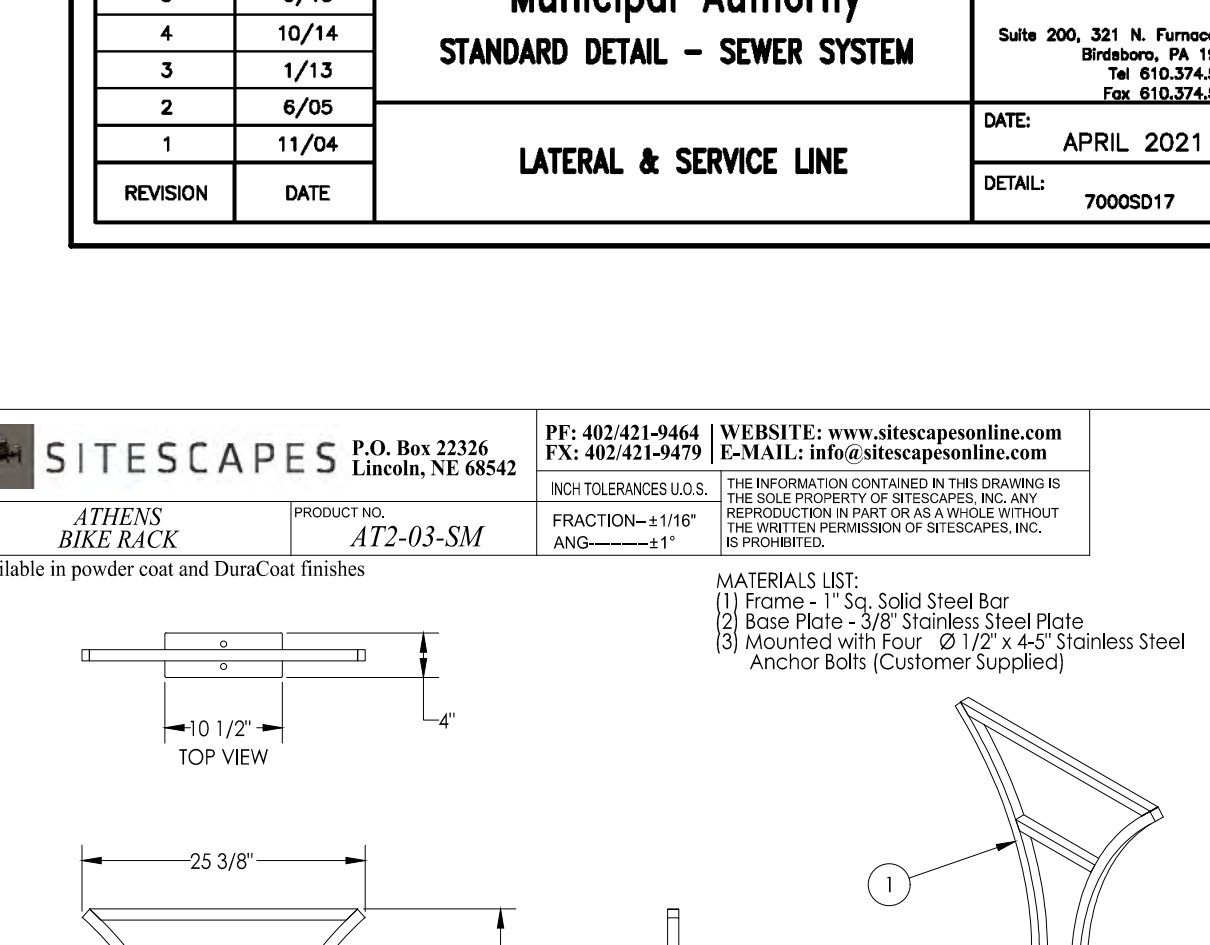 Municipal Authority
4 10/14
STANDARD DETAIL – SEWER SYSTEM
Suite 200, 321 N.
Birdsboro, PA
3 1/13
Tel 610.374.
Fax 610.374.
2 6/05
1 11/04
LATERAL & SERVICE LINE
DATE:
APRIL 2021
REVISION DATE
DETAIL:
7000SD17
SITESCAPES
P.O. Box 22326
Lincoln, NE 68542
PF: 402/421-9464 | WEBSITE: www.sitescapesonline.com
FX: 402/421-9479 | E-MAIL: info@sitescapesonline.com
ATHENS
BIKE RACK
PRODUCT NO.
AT2-03-SM
INCH TOLERANCES U.O.S.
FRACTION–±1/16"
ANG-----–±1°
THE INFORMATION CONTAINED IN THIS DRAWING IS
THE SOLE PROPERTY OF SITESCAPES, INC. ANY
REPRODUCTION IN PART OR AS A WHOLE WITHOUT
THE WRITTEN PERMISSION OF SITESCAPES, INC.
IS PROHIBITED.
in powder coat and DuraCoat finishes
MATERIALS LIST:
(1) Frame - 1" Sq. Solid Steel Bar
(2) Base Plate - 3/8" Stainless Steel Plate
(3) Mounted with Four Ø 1/2" x 4-5" Stainless Steel
Anchor Bolts (Customer Supplied)
10 1/2"
4"
TOP VIEW
25 3/8"
1